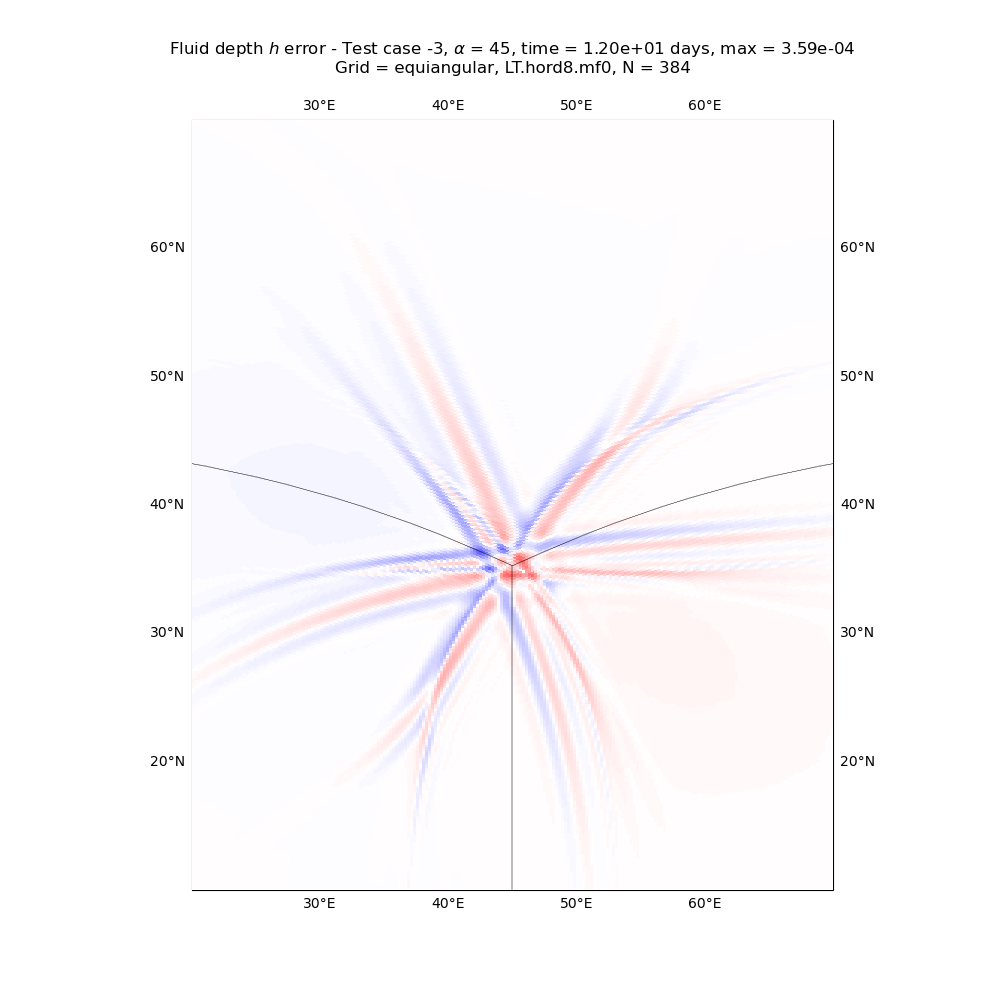 Fluid depth h error - Test case -3, α = 45, time = 1.20e+01 days, max = 3.59e-04
Grid = equiangular, LT.hord8.mf0, N = 384
30°E 40°E 50°E 60°E
60°N 60°N
50°N 50°N
40°N 40°N
30°N 30°N
20°N 20°N
30°E 40°E 50°E 60°E